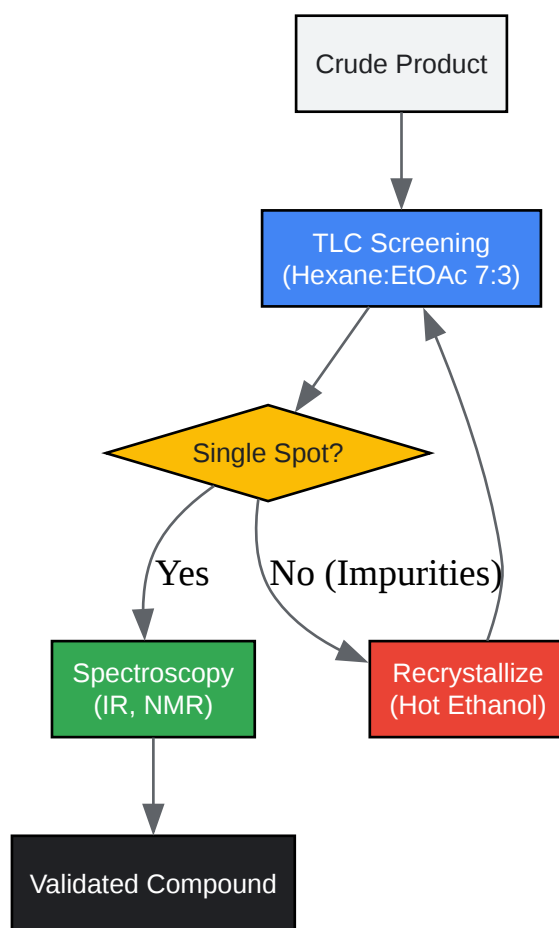 Crude Product
TLC Screening
(Hexane:EtOAc 7:3)
Single Spot?
Yes
No (Impurities)
Spectroscopy
(IR, NMR)
Recrystallize
(Hot Ethanol)
Validated Compound